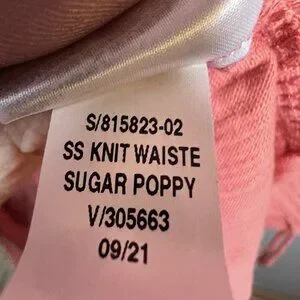 S/815823-02
SS KNIT WAISTE
SUGAR POPPY
V/305663
09/21